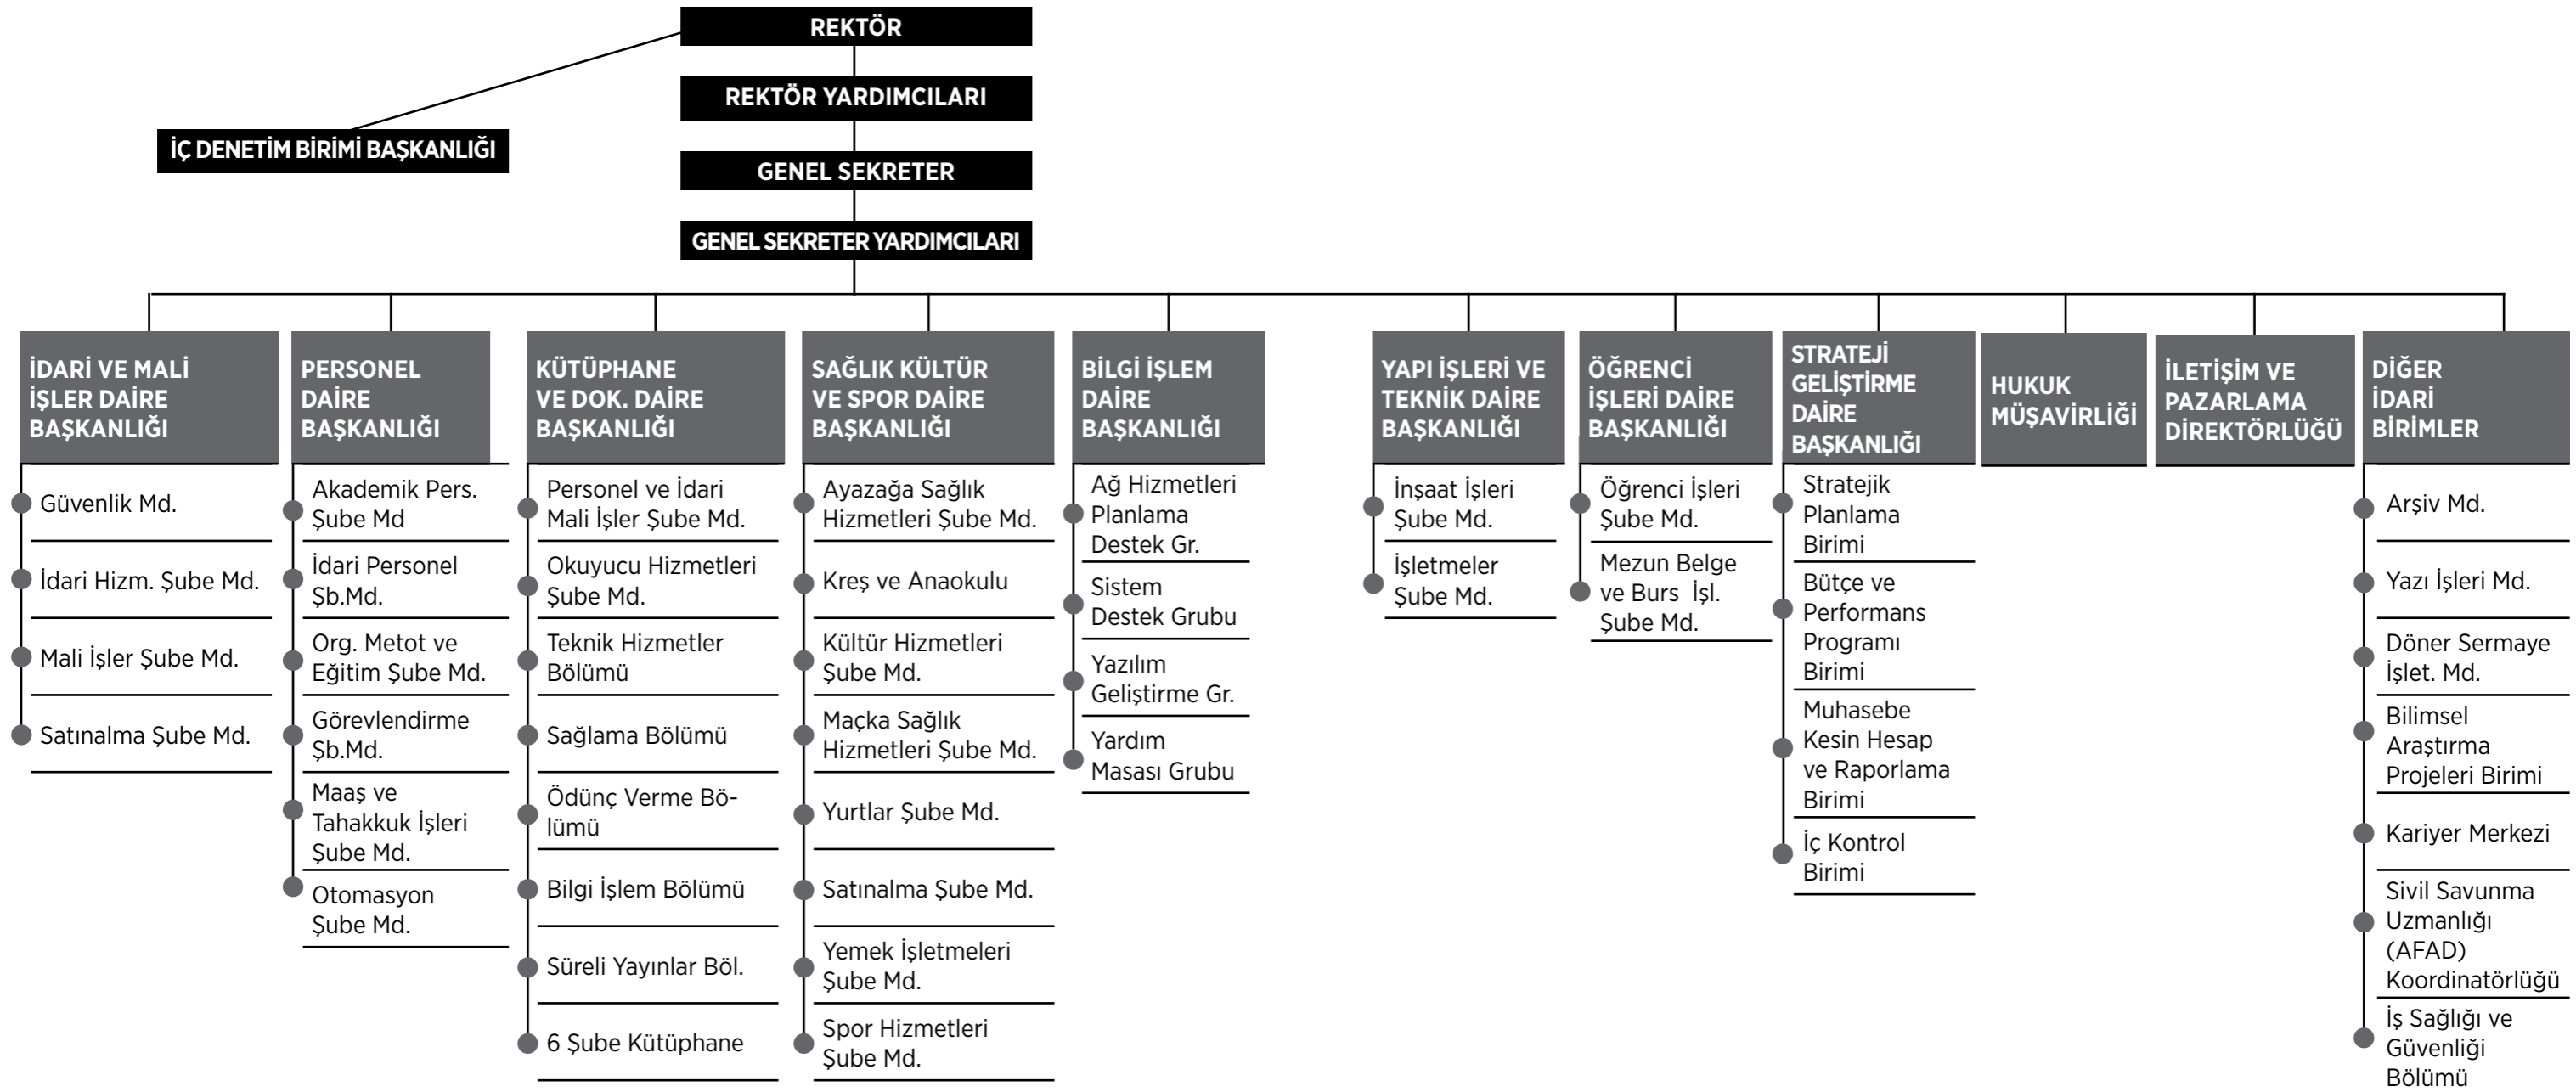 REKTÖR
REKTÖR YARDIMCILARI
İÇ DENETİM BİRİMİ BAŞKANLIĞI
GENEL SEKRETER
GENEL SEKRETER YARDIMCILARI
İDARİ VE MALİ
İŞLER DAİRE
BAŞKANLIĞI
Güvenlik Md.
İdari Hizm. Şube Md.
Mali İşler Şube Md.
Satınalma Şube Md.
PERSONEL
DAİRE
BAŞKANLIĞI
Akademik Pers.
Şube Md
İdari Personel
Şb.Md.
Org. Metot ve
Eğitim Şube Md.
Görevlendirme
Şb.Md.
Maaş ve
Tahakkuk İşleri
Şube Md.
Otomasyon
Şube Md.
KÜTÜPHANE
VE DOK. DAİRE
BAŞKANLIĞI
Personel ve İdari
Mali İşler Şube Md.
Okuyucu Hizmetleri
Şube Md.
Teknik Hizmetler
Bölümü
Sağlama Bölümü
Ödünç Verme Bö-
lümü
Bilgi İşlem Bölümü
Süreli Yayınlar Böl.
6 Şube Kütüphane
SAĞLIK KÜLTÜR
VE SPOR DAİRE
BAŞKANLIĞI
Ayazağa Sağlık
Hizmetleri Şube Md.
Kreş ve Anaokulu
Kültür Hizmetleri
Şube Md.
Maçka Sağlık
Hizmetleri Şube Md.
Yurtlar Şube Md.
Satınalma Şube Md.
Yemek İşletmeleri
Şube Md.
Spor Hizmetleri
Şube Md.
BİLGİ İŞLEM
DAİRE
BAŞKANLIĞI
Ağ Hizmetleri
Planlama
Destek Gr.
Sistem
Destek Grubu
Yazılım
Geliştirme Gr.
Yardım
Masası Grubu
YAPI İŞLERİ VE
TEKNİK DAİRE
BAŞKANLIĞI
İnşaat İşleri
Şube Md.
İşletmeler
Şube Md.
ÖĞRENCİ
İŞLERİ DAİRE
BAŞKANLIĞI
Öğrenci İşleri
Şube Md.
Mezun Belge
ve Burs İşl.
Şube Md.
STRATEJİ
GELİŞTİRME
DAİRE
BAŞKANLIĞI
Stratejik
Planlama
Birimi
Bütçe ve
Performans
Programı
Birimi
Muhasebe
Kesin Hesap
ve Raporlama
Birimi
İç Kontrol
Birimi
HUKUK
MÜŞAVİRLİĞİ
İLETİŞİM VE
PAZARLAMA
DİREKTÖRLÜĞÜ
DİĞER
İDARİ
BİRİMLER
Arşiv Md.
Yazı İşleri Md.
Döner Sermaye
İşlet. Md.
Bilimsel
Araştırma
Projeleri Birimi
Kariyer Merkezi
Sivil Savunma
Uzmanlığı
(AFAD)
Koordinatörlüğü
İş Sağlığı ve
Güvenliği
Bölümü